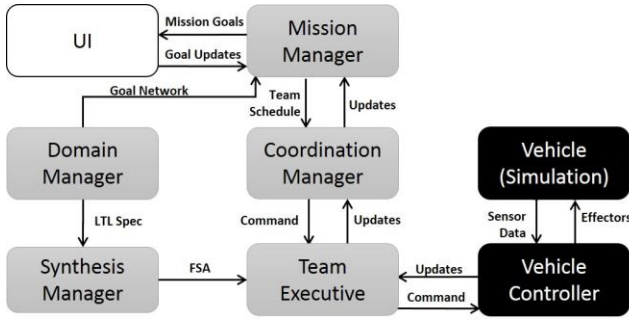 UI
Mission Goals
Goal Updates
Mission
Manager
Goal Network
Team
Schedule
Updates
Domain
Manager
Coordination
Manager
Vehicle
(Simulation)
LTL Spec
Command
Updates
Sensor
Data
Effectors
Synthesis
Manager
FSA
Team
Executive
Updates
Command
Vehicle
Controller